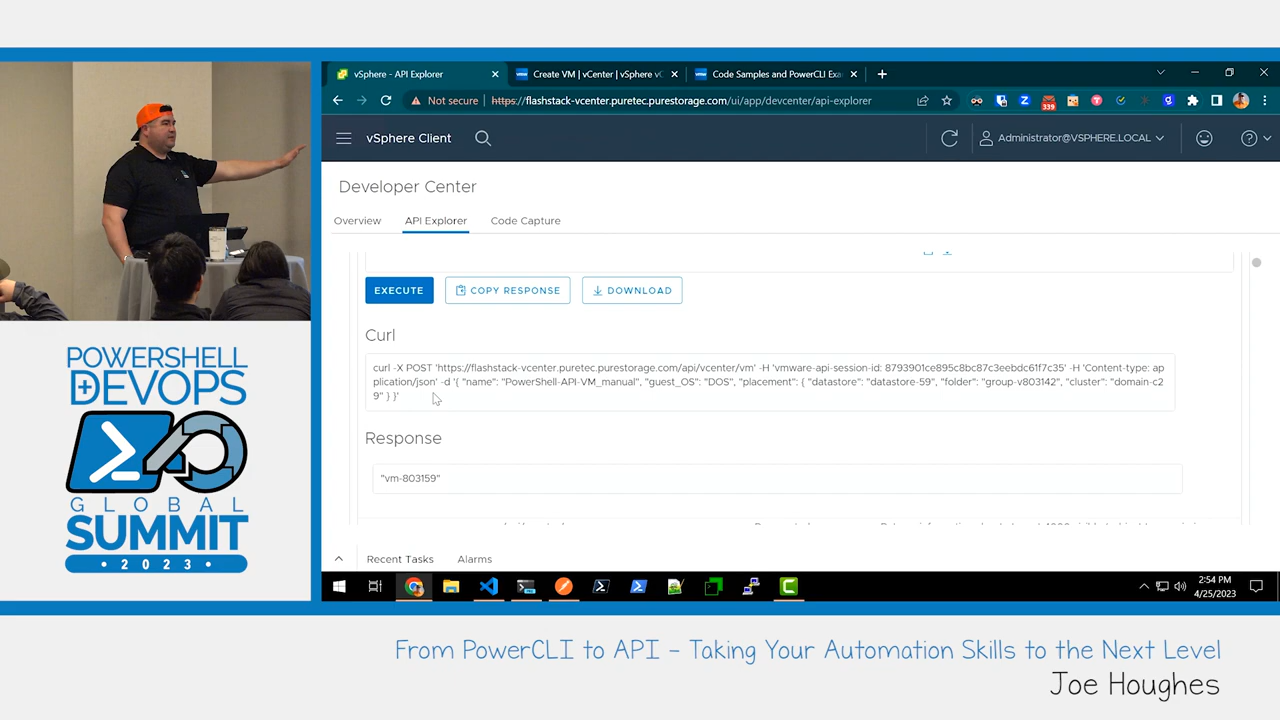 vSphere - API Explorer
Create VM | vCenter | vSphere vC
Code Samples and PowerCLI Exa
Not secure
https://flashstack-vcenter.puretec.purestorage.com/ui/app/devcenter/api-explorer
339
vSphere Client
Administrator@VSPHERE.LOCAL
Developer Center
Overview
API Explorer
Code Capture
EXECUTE
COPY RESPONSE
DOWNLOAD
Curl
curl -X POST 'https://flashstack-vcenter.puretec.purestorage.com/api/vcenter/vm' -H 'vmware-api-session-id: 8793901ce895c8bc87c3eebdc61f7c35' -H 'Content-type: ap
plication/json' -d '{ "name": "PowerShell-API-VM_manual", "guest_OS": "DOS", "placement": { "datastore": "datastore-59", "folder": "group-v803142", "cluster": "domain-c2
9" } }'
Response
"vm-803159"
Recent Tasks
Alarms
2:54 PM
4/25/2023
POWERSHELL
+DEVOPS
GLOBAL
SUMMIT
• 2023 •
From PowerCLI to API - Taking Your Automation Skills to the Next Level
Joe Houghes